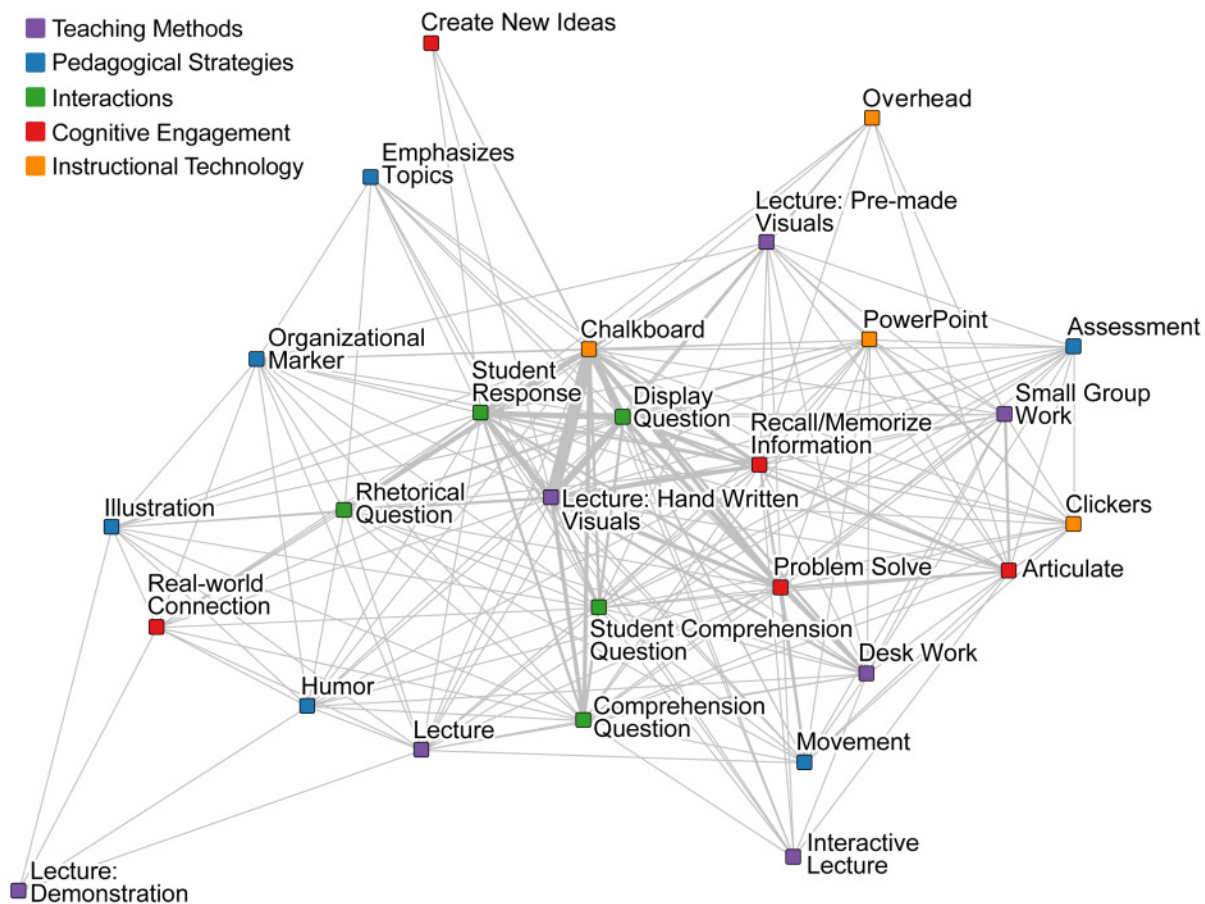 Teaching Methods
Pedagogical Strategies
Interactions
Cognitive Engagement
Instructional Technology
Create New Ideas
Overhead
Emphasizes
Topics
Lecture: Pre-made
Visuals
Organizational
Marker
Chalkboard
PowerPoint
Assessment
Student
Response
Display
Question
Small Group
Work
Recall/Memorize
Information
Illustration
Rhetorical
Question
Lecture: Hand Written
Visuals
Clickers
Real-world
Connection
Problem Solve
Articulate
Student Comprehension
Question
Desk Work
Humor
Lecture
Comprehension
Question
Movement
Interactive
Lecture
Lecture:
Demonstration